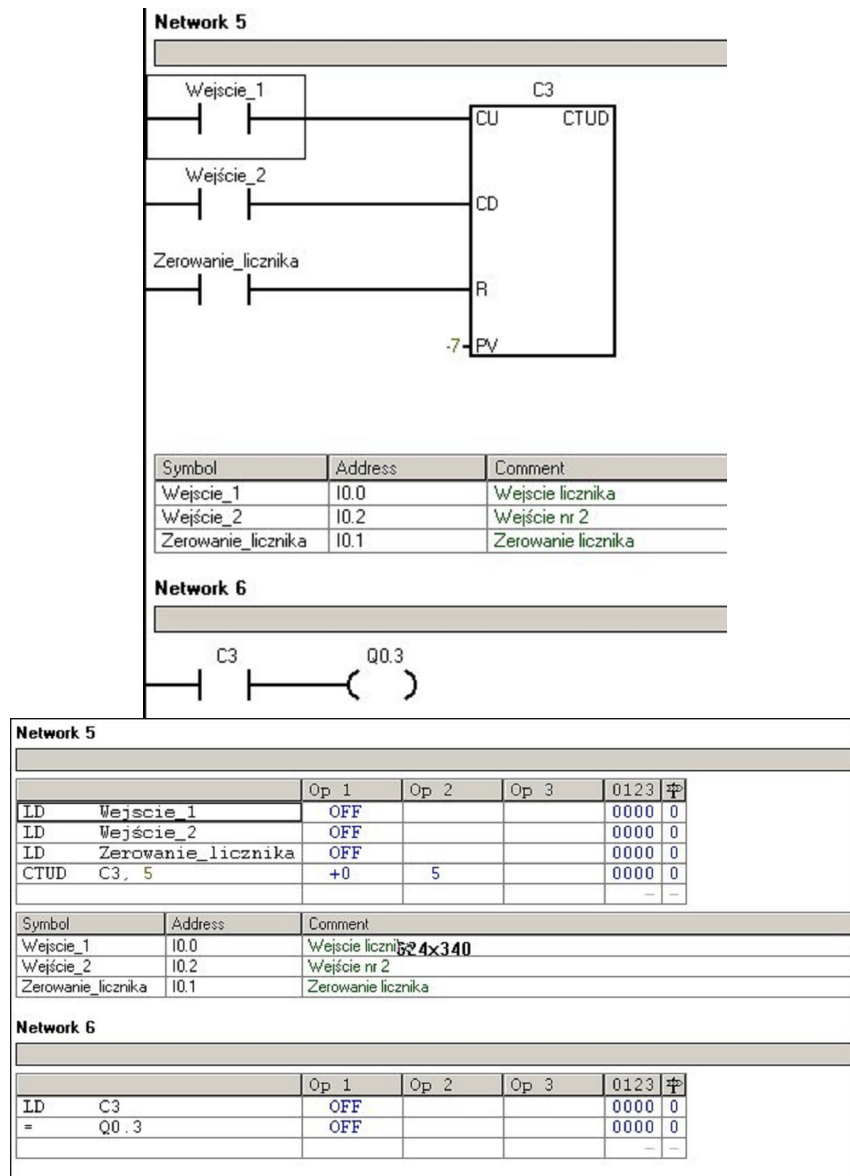 Network 5
Wejscie_1
C3
CU CTUD
Wejście_2
CD
Zerowanie_licznika
R
-7 PV
Symbol Address Comment
Wejscie_1 I0.0 Wejscie licznika
Wejście_2 I0.2 Wejście nr 2
Zerowanie_licznika I0.1 Zerowanie licznika
Network 6
C3 Q0.3
Network 5
Op 1 Op 2 Op 3 0123
LD Wejscie_1 OFF 0000 0
LD Wejście_2 OFF 0000 0
LD Zerowanie_licznika OFF 0000 0
CTUD C3, 5 +0 5 0000 0
Symbol Address Comment
Wejscie_1 I0.0 Wejscie 624x340
Wejście_2 I0.2 Wejście nr 2
Zerowanie_licznika I0.1 Zerowanie licznika
Network 6
Op 1 Op 2 Op 3 0123
LD C3 OFF 0000 0
= Q0.3 OFF 0000 0